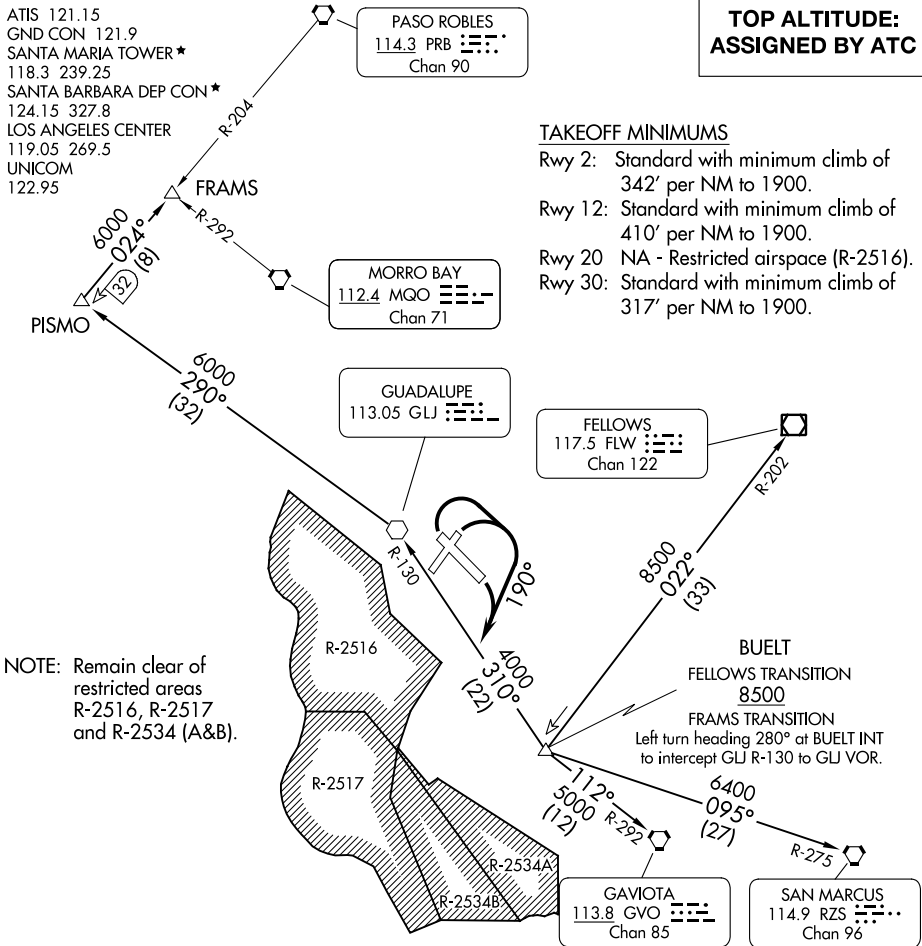 ATIS 121.15
GND CON 121.9
SANTA MARIA TOWER ★
118.3 239.25
SANTA BARBARA DEP CON ★
124.15 327.8
LOS ANGELES CENTER
119.05 269.5
UNICOM
122.95
PASO ROBLES
114.3 PRB
Chan 90
TOP ALTITUDE:
ASSIGNED BY ATC
R-204
TAKEOFF MINIMUMS
Rwy 2: Standard with minimum climb of
342' per NM to 1900.
Rwy 12: Standard with minimum climb of
410' per NM to 1900.
Rwy 20 NA - Restricted airspace (R-2516).
Rwy 30: Standard with minimum climb of
317' per NM to 1900.
FRAMS
R-292
6000
024°
(8)
32
PISMO
MORRO BAY
112.4 MQO
Chan 71
6000
290°
(32)
GUADALUPE
113.05 GLJ
FELLOWS
117.5 FLW
Chan 122
R-202
R-130
190°
8500
022°
(33)
4000
310°
(22)
R-2516
NOTE: Remain clear of
restricted areas
R-2516, R-2517
and R-2534 (A&B).
BUELT
FELLOWS TRANSITION
8500
FRAMS TRANSITION
Left turn heading 280° at BUELT INT
to intercept GLJ R-130 to GLJ VOR.
R-2517
112°
5000
(12)
R-292
6400
095°
(27)
R-275
R-2534A
R-2534B
GAVIOTA
113.8 GVO
Chan 85
SAN MARCUS
114.9 RZS
Chan 96